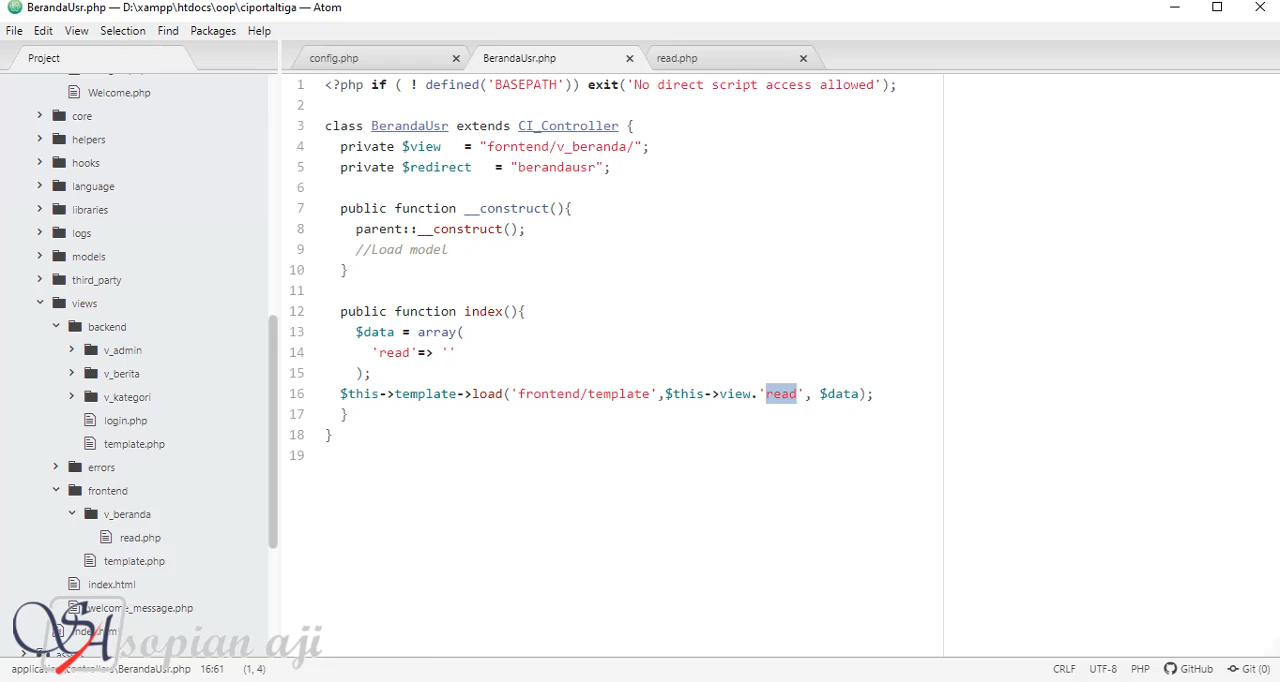 BerandaUsr.php — D:\xampp\htdocs\oop\ciportaltiga — Atom
File Edit View Selection Find Packages Help
Project
config.php
BerandaUsr.php
read.php
Welcome.php
core
helpers
hooks
language
libraries
logs
models
third_party
views
backend
v_admin
v_berita
v_kategori
login.php
template.php
errors
frontend
v_beranda
read.php
template.php
index.html
welcome_message.php
1 <?php if ( ! defined('BASEPATH')) exit('No direct script access allowed');
2
3 class BerandaUsr extends CI_Controller {
4 private $view = "forntend/v_beranda/";
5 private $redirect = "berandausr";
6
7 public function __construct(){
8 parent::__construct();
9 //Load model
10 }
11
12 public function index(){
13 $data = array(
14 'read'=> ''
15 );
16 $this->template->load('frontend/template',$this->view.'read', $data);
17 }
18 }
19
sopian aji
BerandaUsr.php 16:61 (1, 4)
CRLF UTF-8 PHP GitHub Git (0)